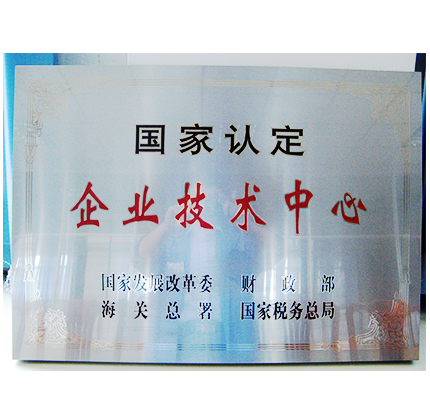 国家认定
企业技术中心
国家发展改革委 财政部
海关总署 国家税务总局